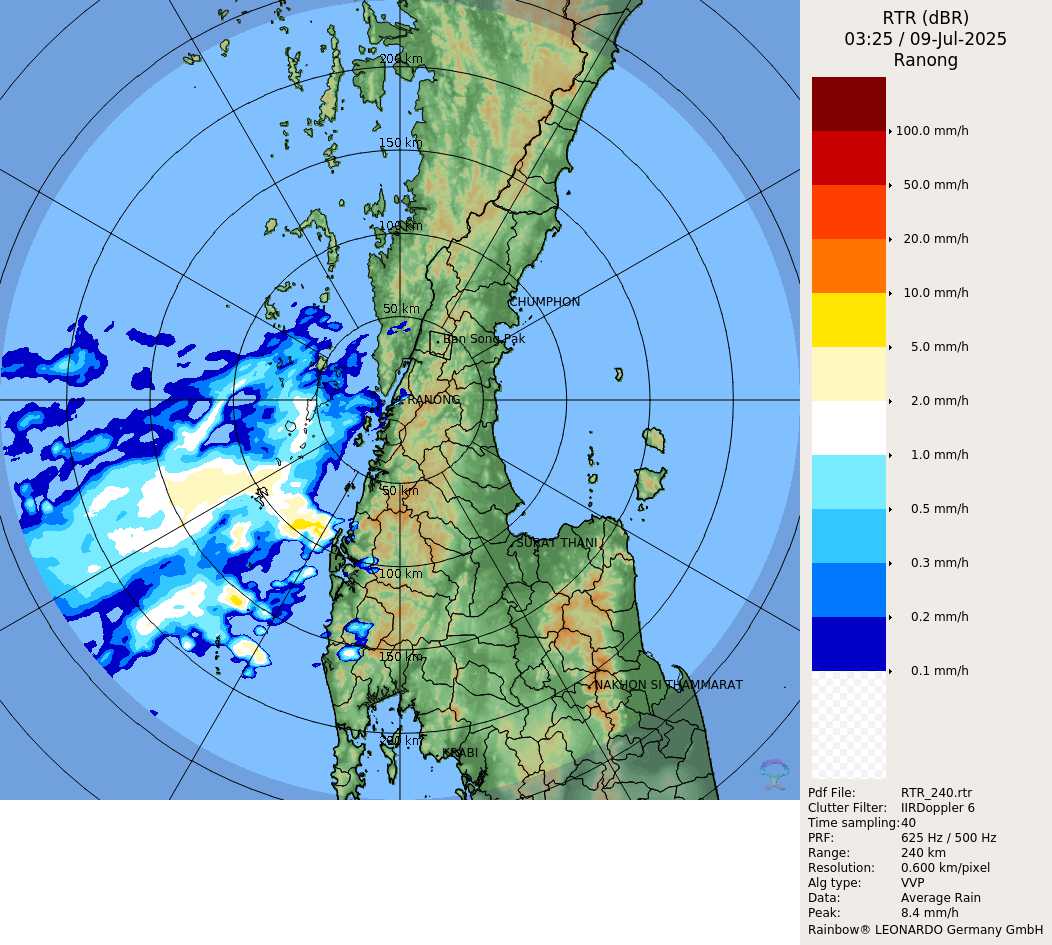 RTR (dBR)
03:25 / 09-Jul-2025
Ranong
200 km
150 km
100 km
50 km
CHUMPHON
Ban Song Pak
RANONG
50 km
SURAT THANI
100 km
150 km
NAKHON SI THAMMARAT
200 km
KRABI
100.0 mm/h
50.0 mm/h
20.0 mm/h
10.0 mm/h
5.0 mm/h
2.0 mm/h
1.0 mm/h
0.5 mm/h
0.3 mm/h
0.2 mm/h
0.1 mm/h
Pdf File: RTR_240.rtr
Clutter Filter: IIRDoppler 6
Time sampling: 40
PRF: 625 Hz / 500 Hz
Range: 240 km
Resolution: 0.600 km/pixel
Alg type: VVP
Data: Average Rain
Peak: 8.4 mm/h
Rainbow® LEONARDO Germany GmbH